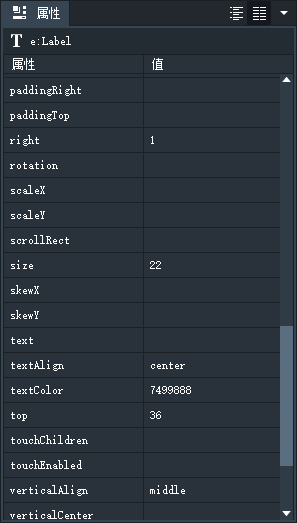 属性
T e:Label
属性 值
paddingRight
paddingTop
right 1
rotation
scaleX
scaleY
scrollRect
size 22
skewX
skewY
text
textAlign center
textColor 7499888
top 36
touchChildren
touchEnabled
verticalAlign middle
verticalCenter